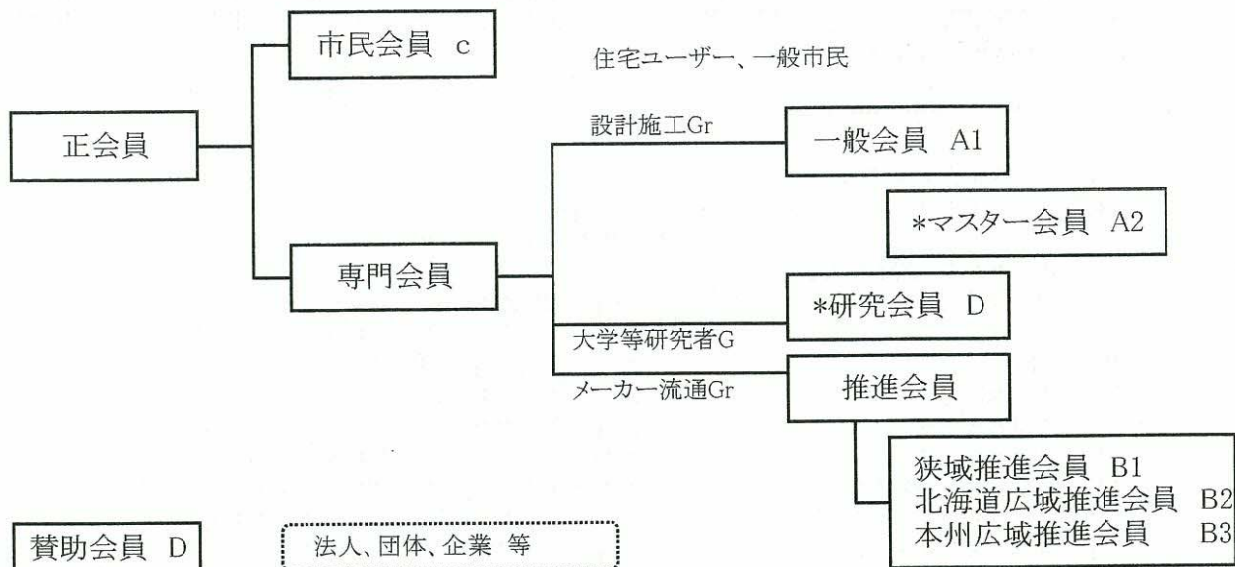 市民会員 c
住宅ユーザー、一般市民
正会員
設計施工Gr
一般会員 A1
*マスター会員 A2
専門会員
*研究会員 D
大学等研究者G
メーカー流通Gr
推進会員
狭域推進会員 B1
北海道広域推進会員 B2
本州広域推進会員 B3
賛助会員 D
法人、団体、企業 等